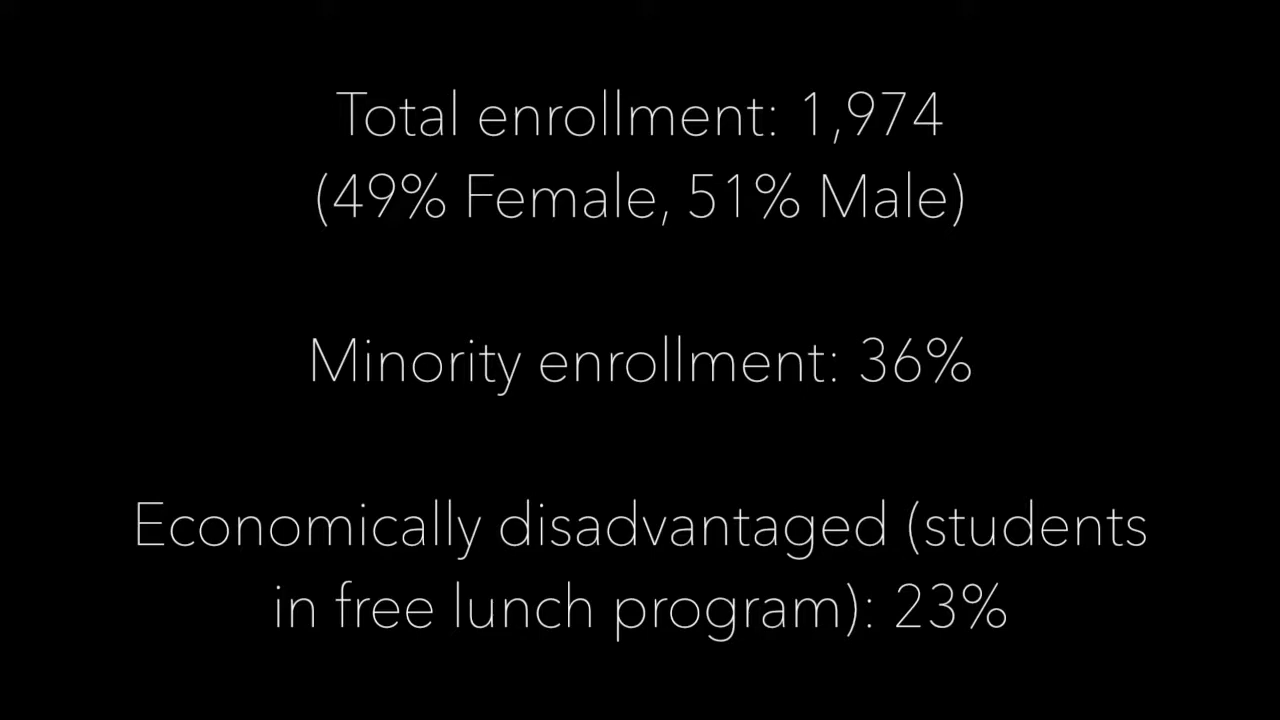 Total enrollment: 1,974
(49% Female, 51% Male)
Minority enrollment: 36%
Economically disadvantaged (students
in free lunch program): 23%